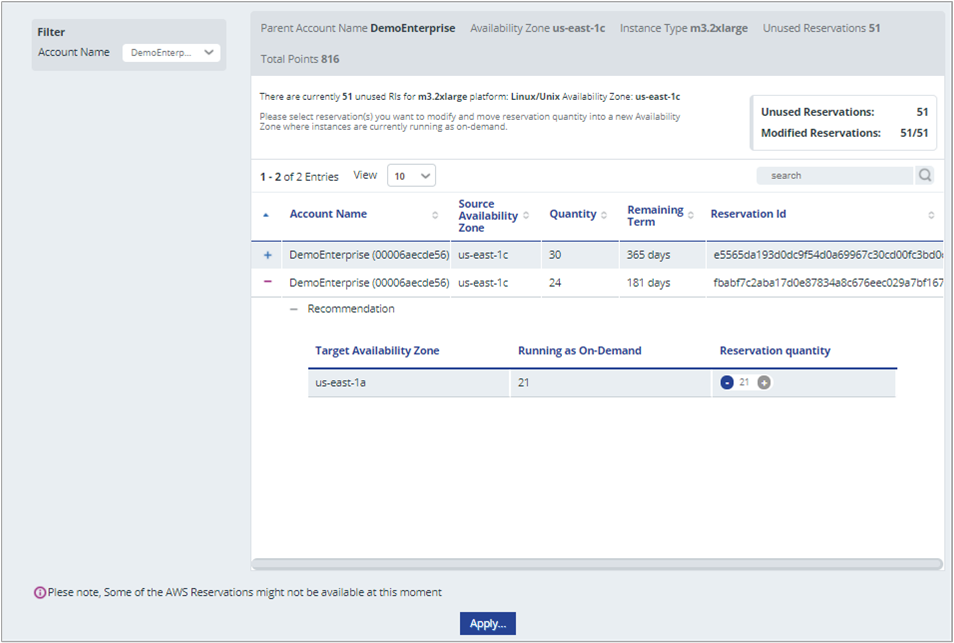 Filter
Account Name DemoEnterp...
Parent Account Name DemoEnterprise Availability Zone us-east-1c Instance Type m3.2xlarge Unused Reservations 51
Total Points 816
There are currently 51 unused RIs for m3.2xlarge platform: Linux/Unix Availability Zone: us-east-1c
Please select reservation(s) you want to modify and move reservation quantity into a new Availability
Zone where instances are currently running as on-demand.
Unused Reservations: 51
Modified Reservations: 51/51
1 - 2 of 2 Entries View 10 search
Account Name Source Availability Zone Quantity Remaining Term Reservation Id
+ DemoEnterprise (00006aecde56) us-east-1c 30 365 days e5565da193d0dc9f54d0a69967c30cd00fc3bd0
− DemoEnterprise (00006aecde56) us-east-1c 24 181 days fbabf7c2aba17d0e87834a8c676eec029a7bf167
− Recommendation
Target Availability Zone Running as On-Demand Reservation quantity
us-east-1a 21 - 21 +
Plese note, Some of the AWS Reservations might not be available at this moment
Apply...